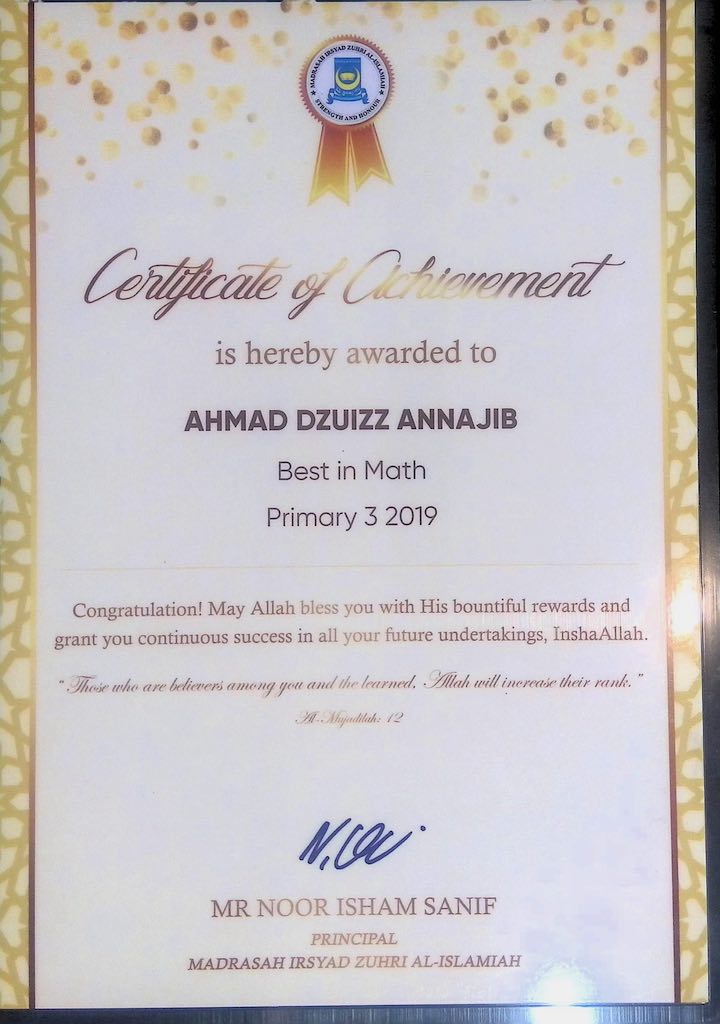 MADRASAH IRSYAD ZUHRI AL-ISLAMIAH
STRENGTH AND HONOUR
Certificate of Achievement
is hereby awarded to
AHMAD DZUIZZ ANNAJIB
Best in Math
Primary 3 2019
Congratulation! May Allah bless you with His bountiful rewards and
grant you continuous success in all your future undertakings, InshaAllah.
“Those who are believers among you and the learned, Allah will increase their rank.”
Al-Mujadilah: 12
MR NOOR ISHAM SANIF
PRINCIPAL
MADRASAH IRSYAD ZUHRI AL-ISLAMIAH